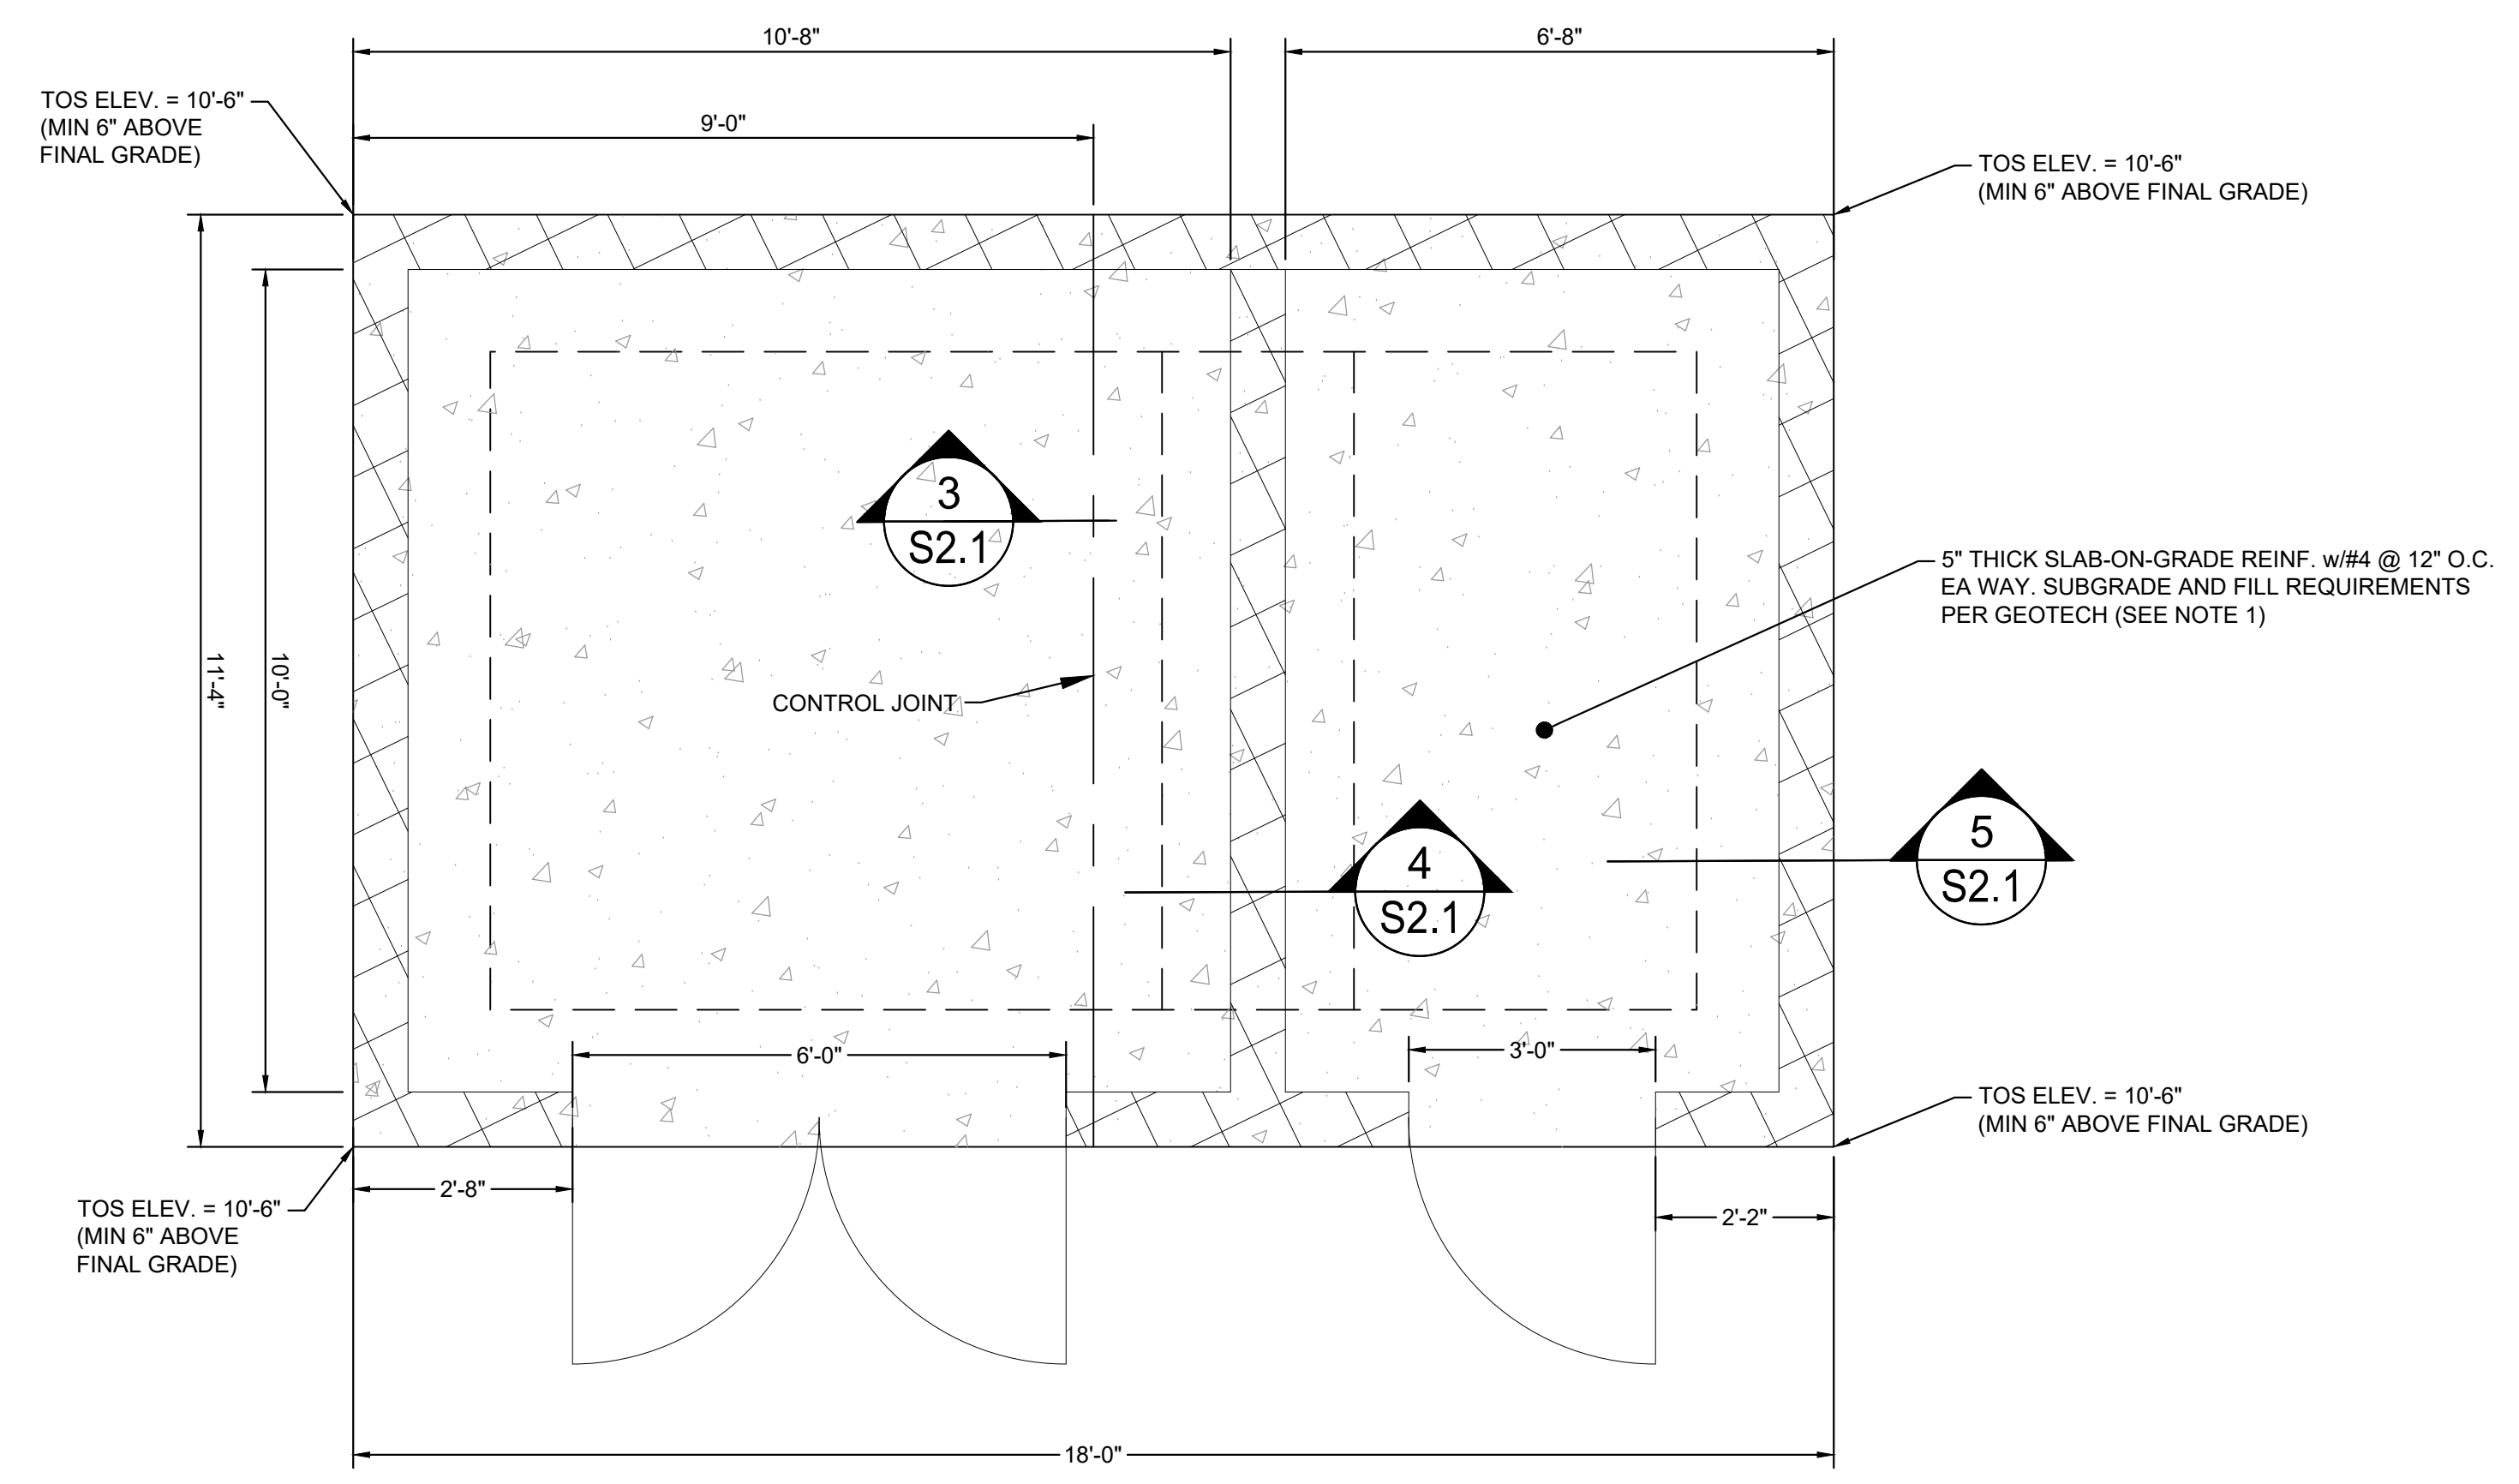 10'-8"
6'-8"
TOS ELEV. = 10'-6"
(MIN 6" ABOVE
FINAL GRADE)
9'-0"
TOS ELEV. = 10'-6"
(MIN 6" ABOVE FINAL GRADE)
3
S2.1
5" THICK SLAB-ON-GRADE REINF. w/#4 @ 12" O.C.
EA WAY. SUBGRADE AND FILL REQUIREMENTS
PER GEOTECH (SEE NOTE 1)
11'-4"
10'-0"
CONTROL JOINT
4
S2.1
5
S2.1
6'-0"
3'-0"
TOS ELEV. = 10'-6"
(MIN 6" ABOVE FINAL GRADE)
2'-8"
TOS ELEV. = 10'-6"
(MIN 6" ABOVE
FINAL GRADE)
2'-2"
18'-0"